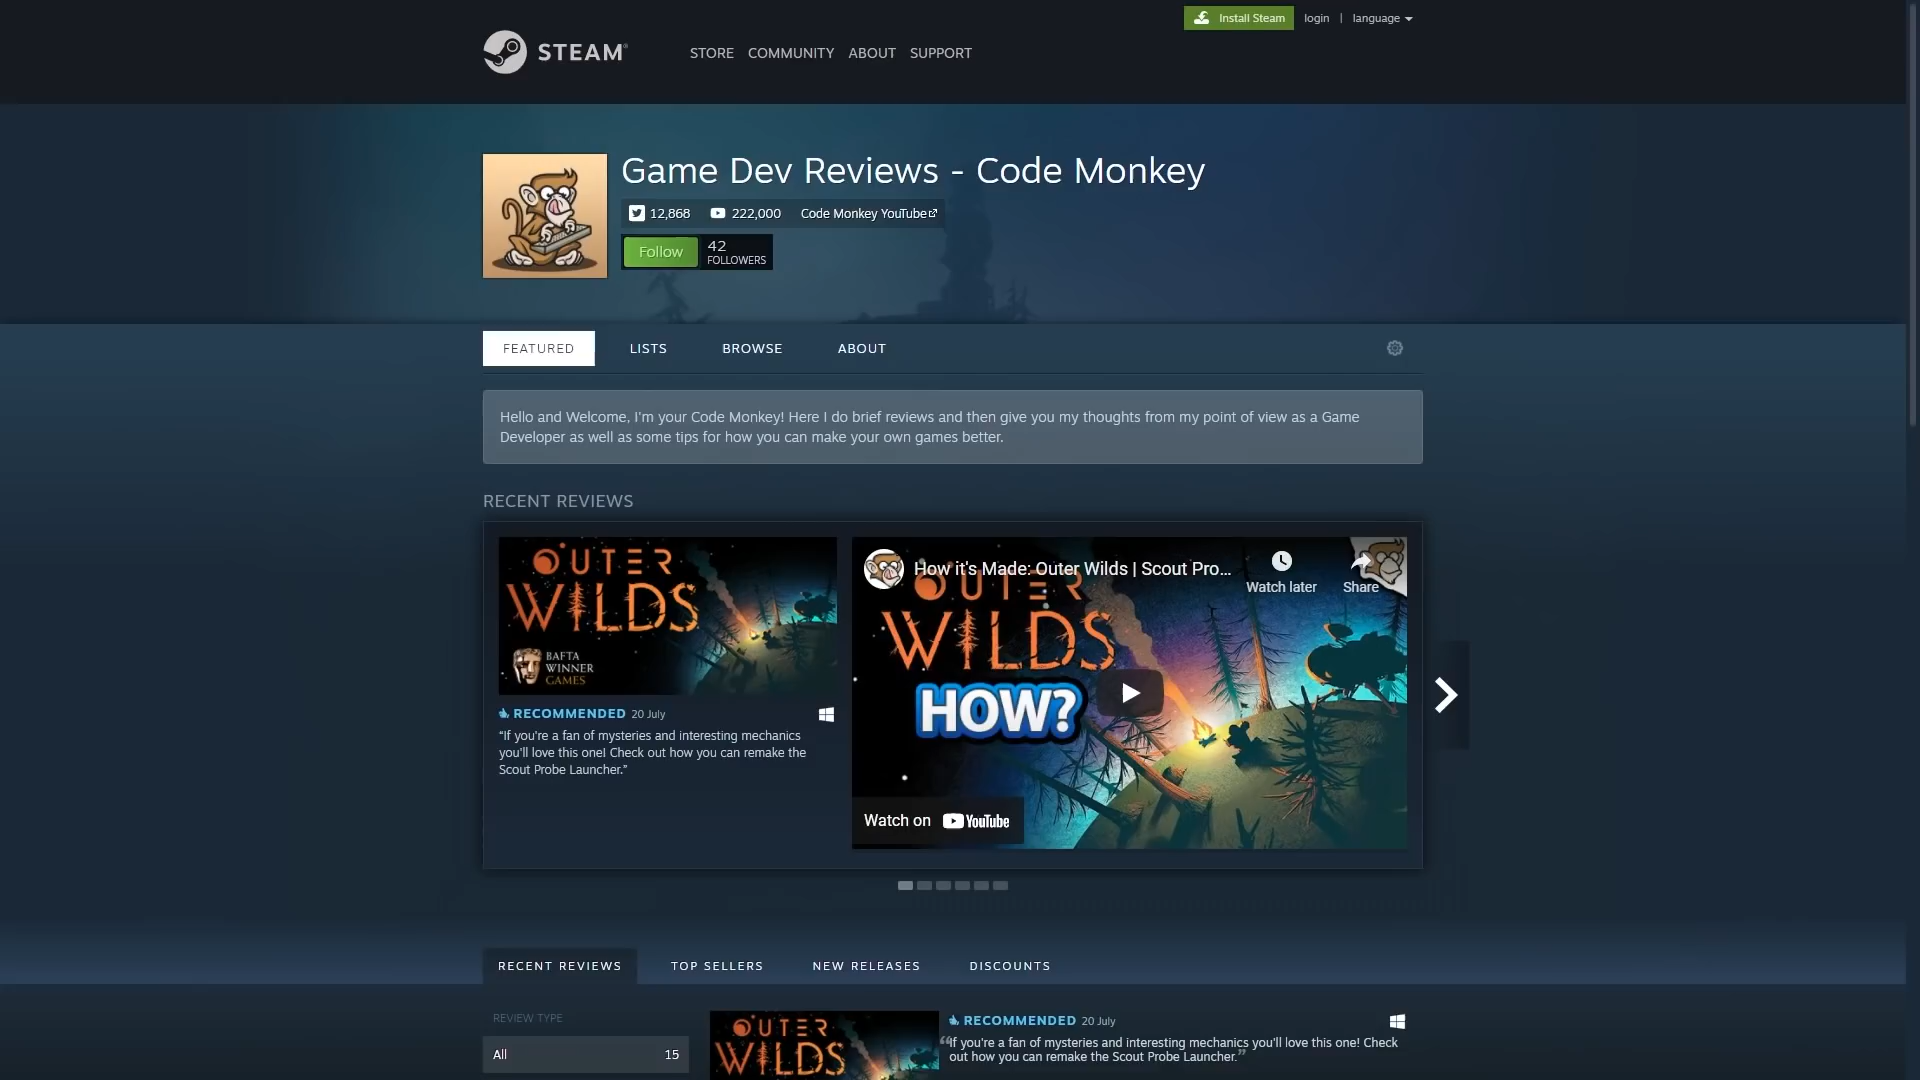 Install Steam login | language
STEAM
STORE COMMUNITY ABOUT SUPPORT
Game Dev Reviews - Code Monkey
12,868 222,000 Code Monkey YouTube
Follow 42
FOLLOWERS
FEATURED LISTS BROWSE ABOUT
Hello and Welcome, I'm your Code Monkey! Here I do brief reviews and then give you my thoughts from my point of view as a Game
Developer as well as some tips for how you can make your own games better.
RECENT REVIEWS
OUTER
WILDS
BAFTA
WINNER
GAMES
RECOMMENDED 20 July
“If you're a fan of mysteries and interesting mechanics
you'll love this one! Check out how you can remake the
Scout Probe Launcher.”
How it's Made: Outer Wilds | Scout Pro...
Watch later Share
OUTER
WILDS
HOW?
Watch on YouTube
RECENT REVIEWS TOP SELLERS NEW RELEASES DISCOUNTS
REVIEW TYPE
All 15
OUTER
WILDS
RECOMMENDED 20 July
“If you're a fan of mysteries and interesting mechanics you'll love this one! Check
out how you can remake the Scout Probe Launcher.”